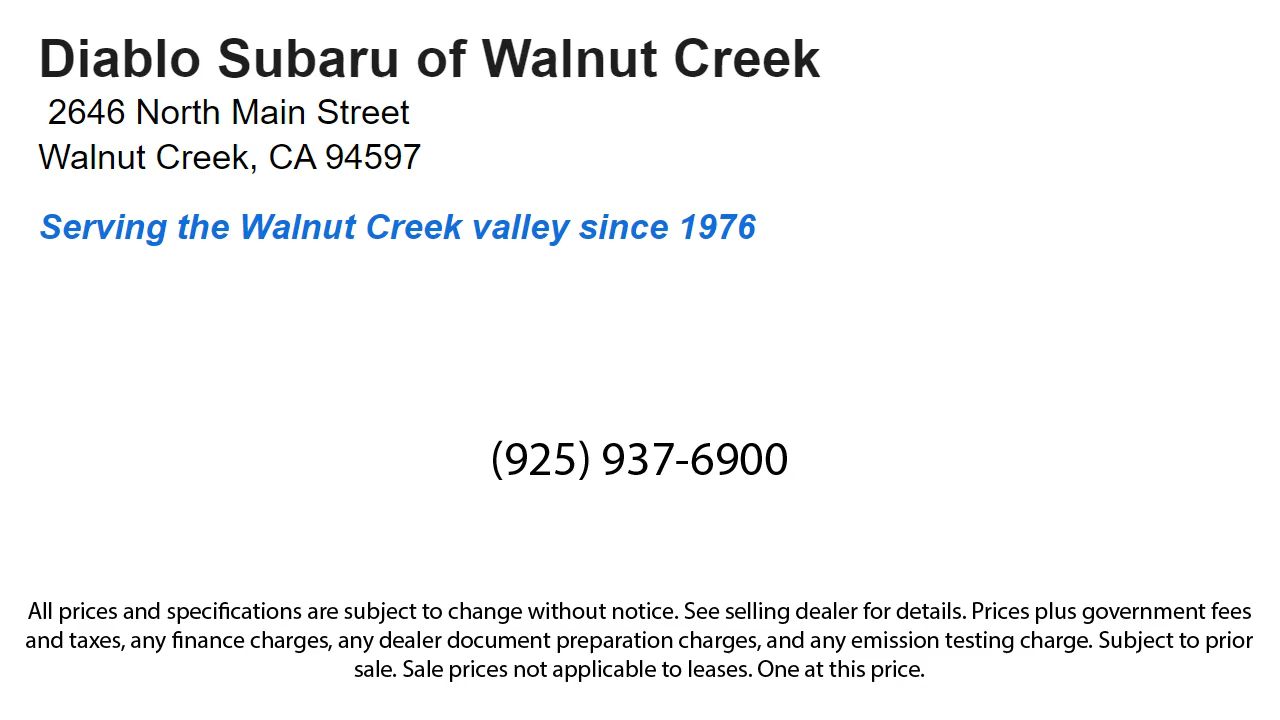 Diablo Subaru of Walnut Creek
2646 North Main Street
Walnut Creek, CA 94597
Serving the Walnut Creek valley since 1976
(925) 937-6900
All prices and specifications are subject to change without notice. See selling dealer for details. Prices plus government fees
and taxes, any finance charges, any dealer document preparation charges, and any emission testing charge. Subject to prior
sale. Sale prices not applicable to leases. One at this price.